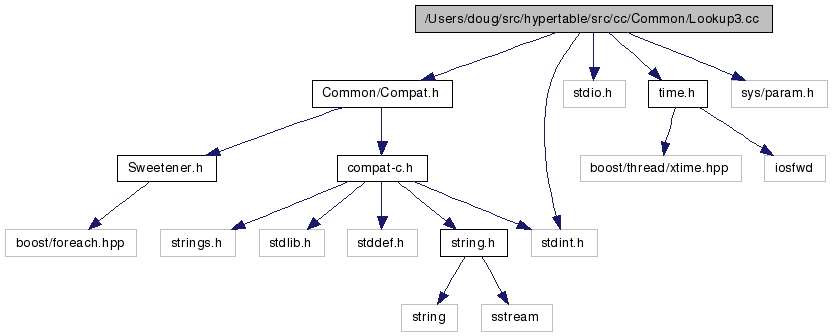 /Users/doug/src/hypertable/src/cc/Common/Lookup3.cc
Common/Compat.h
stdio.h
time.h
sys/param.h
Sweetener.h
compat-c.h
boost/thread/xtime.hpp
iosfwd
boost/foreach.hpp
strings.h
stdlib.h
stddef.h
string.h
stdint.h
string
sstream